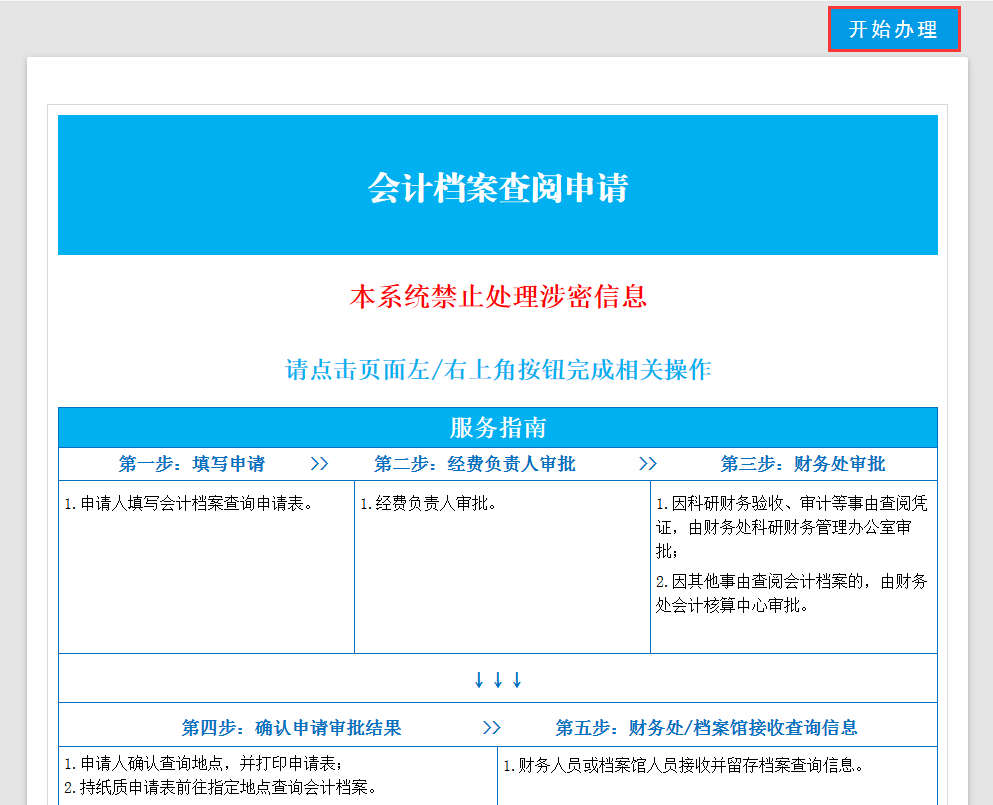 开始办理
会计档案查阅申请
本系统禁止处理涉密信息
请点击页面左/右上角按钮完成相关操作
服务指南
第一步：填写申请 >> 第二步：经费负责人审批 >> 第三步：财务处审批
1.申请人填写会计档案查询申请表。
1.经费负责人审批。
1.因科研财务验收、审计等事由查阅凭
证，由财务处科研财务管理办公室审
批；
2.因其他事由查阅会计档案的，由财务
处会计核算中心审批。
↓↓↓
第四步：确认申请审批结果 >> 第五步：财务处/档案馆接收查询信息
1.申请人确认查询地点，并打印申请表；
2.持纸质申请表前往指定地点查询会计档案。
1.财务人员或档案馆人员接收并留存档案查询信息。